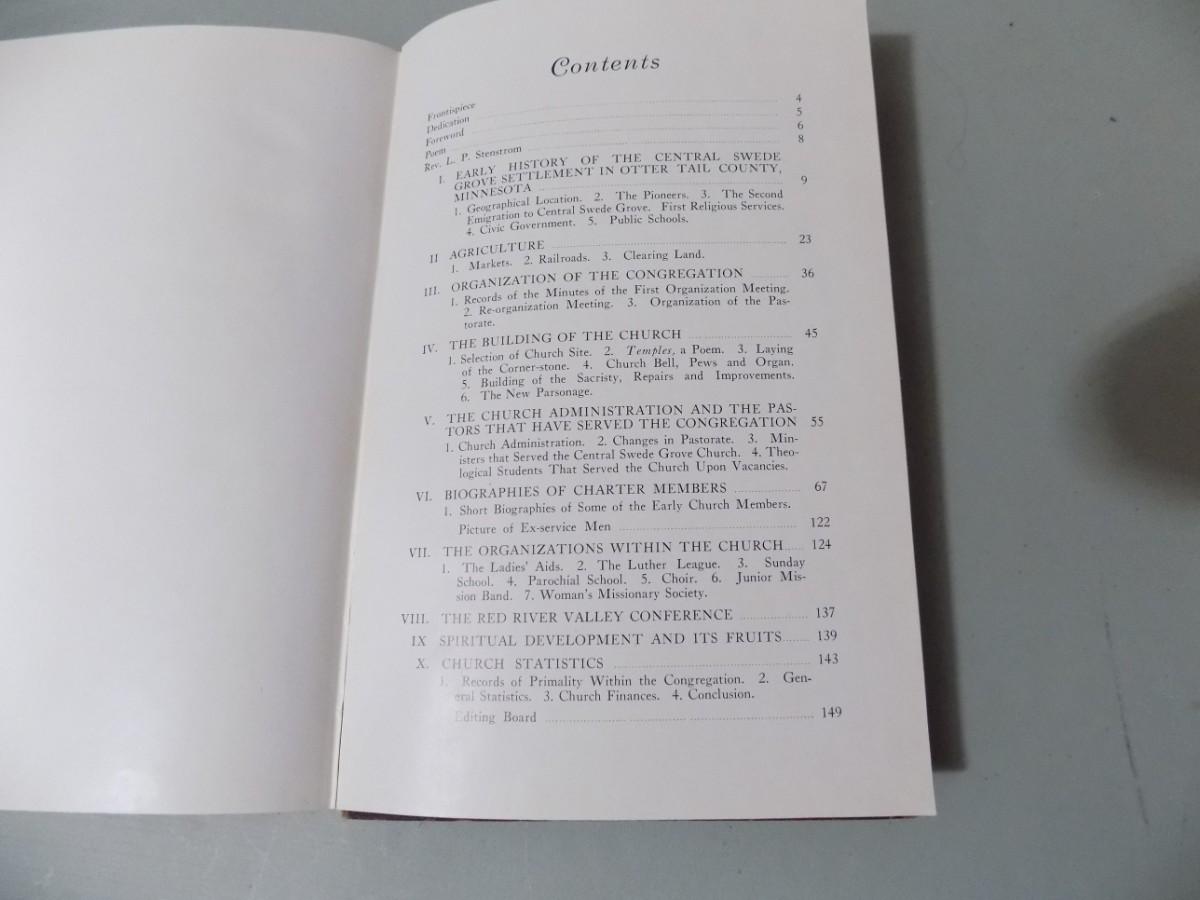 Contents
Frontispiece
Dedication 4
Foreword 5
Poem 6
Rev. L. P. Stenstrom 8
I. EARLY HISTORY OF THE CENTRAL SWEDE
GROVE SETTLEMENT IN OTTER TAIL COUNTY,
MINNESOTA 9
1. Geographical Location. 2. The Pioneers. 3. The Second
Emigration to Central Swede Grove. First Religious Services.
4. Civic Government. 5. Public Schools.
II AGRICULTURE 23
1. Markets. 2. Railroads. 3. Clearing Land.
III. ORGANIZATION OF THE CONGREGATION 36
1. Records of the Minutes of the First Organization Meeting.
2. Re-organization Meeting. 3. Organization of the Pas-
torate.
IV. THE BUILDING OF THE CHURCH 45
1. Selection of Church Site. 2. Temples, a Poem. 3. Laying
of the Corner-stone. 4. Church Bell, Pews and Organ.
5. Building of the Sacristy, Repairs and Improvements.
6. The New Parsonage.
V. THE CHURCH ADMINISTRATION AND THE PAS-
TORS THAT HAVE SERVED THE CONGREGATION 55
1. Church Administration. 2. Changes in Pastorate. 3. Min-
isters that Served the Central Swede Grove Church. 4. Theo-
logical Students That Served the Church Upon Vacancies.
VI. BIOGRAPHIES OF CHARTER MEMBERS 67
1. Short Biographies of Some of the Early Church Members.
Picture of Ex-service Men 122
VII. THE ORGANIZATIONS WITHIN THE CHURCH 124
1. The Ladies' Aids. 2. The Luther League. 3. Sunday
School. 4. Parochial School. 5. Choir. 6. Junior Mis-
sion Band. 7. Woman's Missionary Society.
VIII. THE RED RIVER VALLEY CONFERENCE 137
IX SPIRITUAL DEVELOPMENT AND ITS FRUITS 139
X. CHURCH STATISTICS 143
1. Records of Primality Within the Congregation. 2. Gen-
eral Statistics. 3. Church Finances. 4. Conclusion.
Editing Board 149